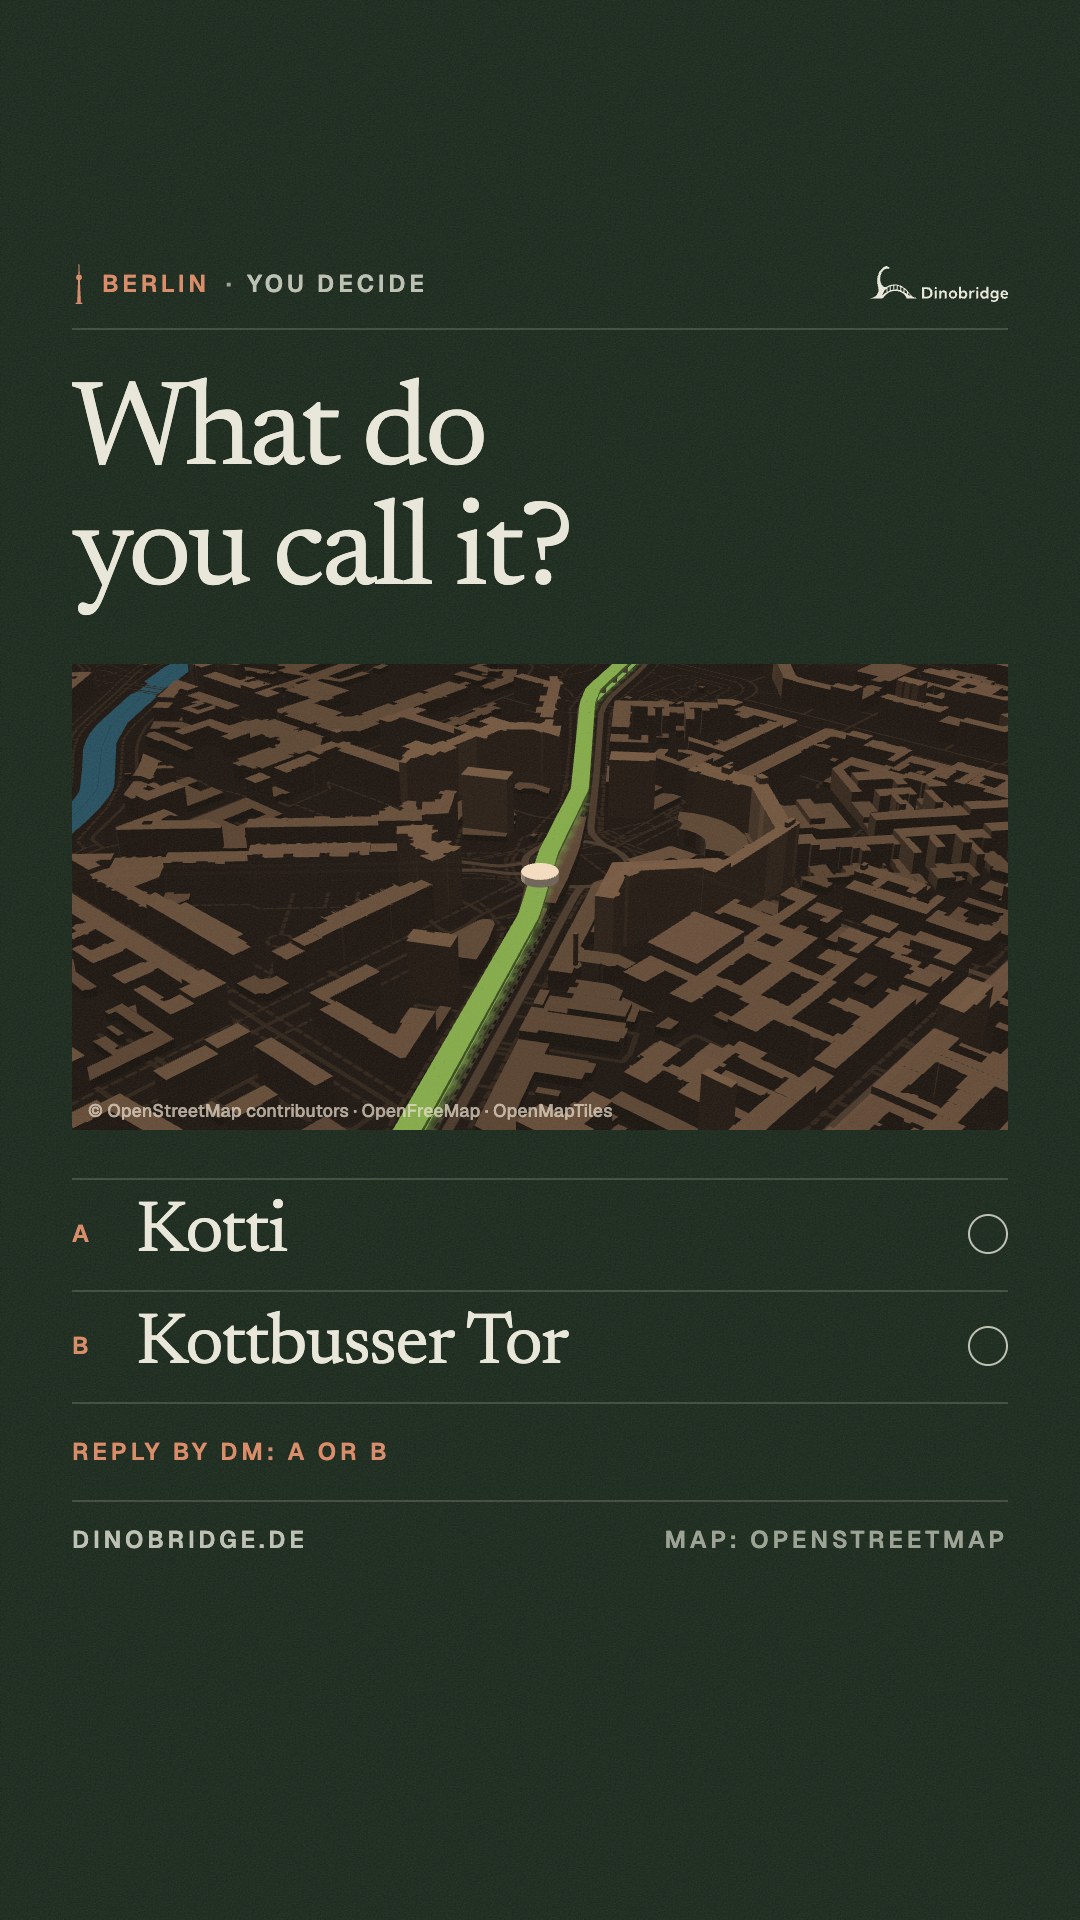 BERLIN · YOU DECIDE
Dinobridge
What do
you call it?
© OpenStreetMap contributors · OpenFreeMap · OpenMapTiles
A Kotti
B Kottbusser Tor
REPLY BY DM: A OR B
DINOBRIDGE.DE
MAP: OPENSTREETMAP